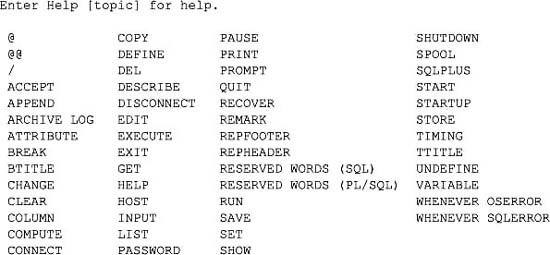 Enter Help [topic] for help.
@ COPY PAUSE SHUTDOWN
@@ DEFINE PRINT SPOOL
/ DEL PROMPT SQLPLUS
ACCEPT DESCRIBE QUIT START
APPEND DISCONNECT RECOVER STARTUP
ARCHIVE LOG EDIT REMARK STORE
ATTRIBUTE EXECUTE REPFOOTER TIMING
BREAK EXIT REPHEADER TTITLE
BTITLE GET RESERVED WORDS (SQL) UNDEFINE
CHANGE HELP RESERVED WORDS (PL/SQL) VARIABLE
CLEAR HOST RUN WHENEVER OSERROR
COLUMN INPUT SAVE WHENEVER SQLERROR
COMPUTE LIST SET
CONNECT PASSWORD SHOW